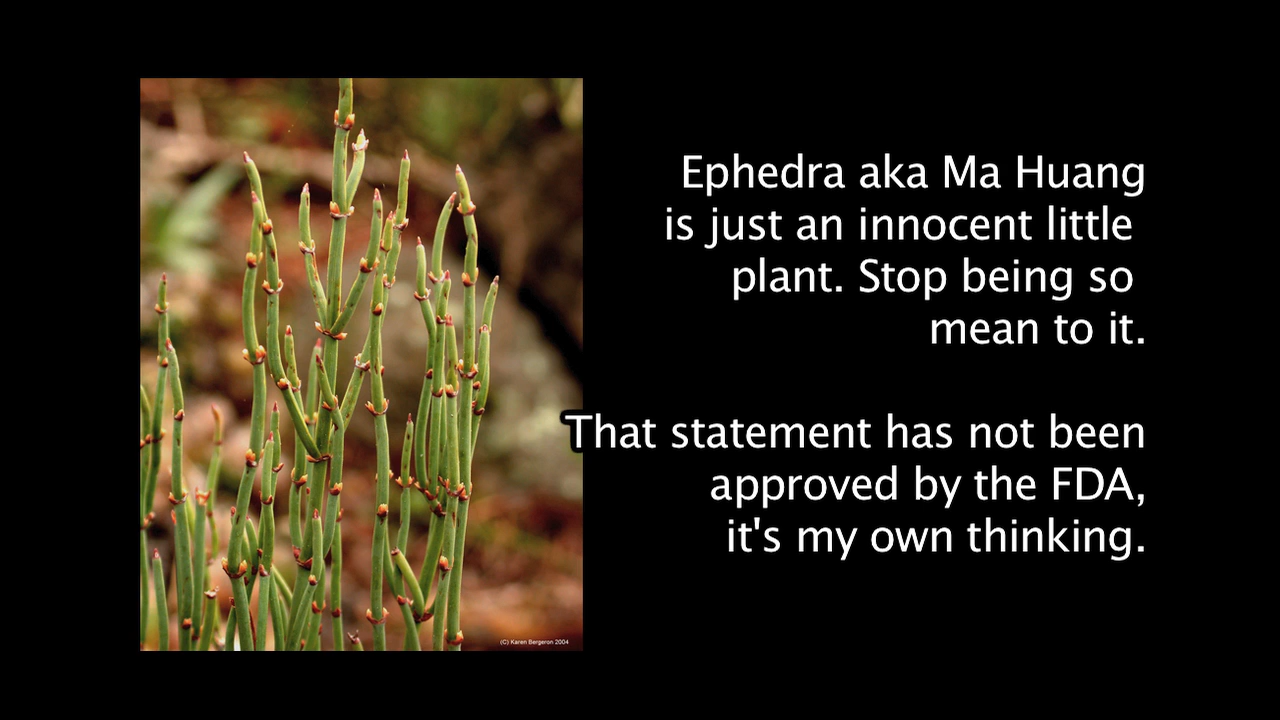 Ephedra aka Ma Huang
is just an innocent little
plant. Stop being so
mean to it.
That statement has not been
approved by the FDA,
it's my own thinking.
(C) Karen Bergeron 2004